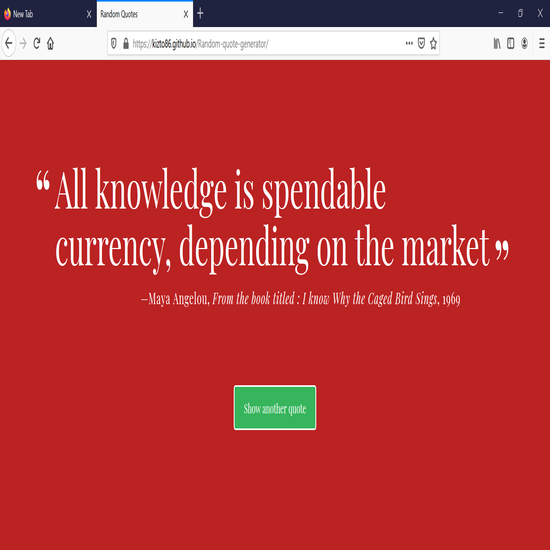 New Tab
Random Quotes
https://kizto86.github.io/Random-quote-generator/
“All knowledge is spendable
currency, depending on the market”
—Maya Angelou, From the book titled : I know Why the Caged Bird Sings, 1969
Show another quote